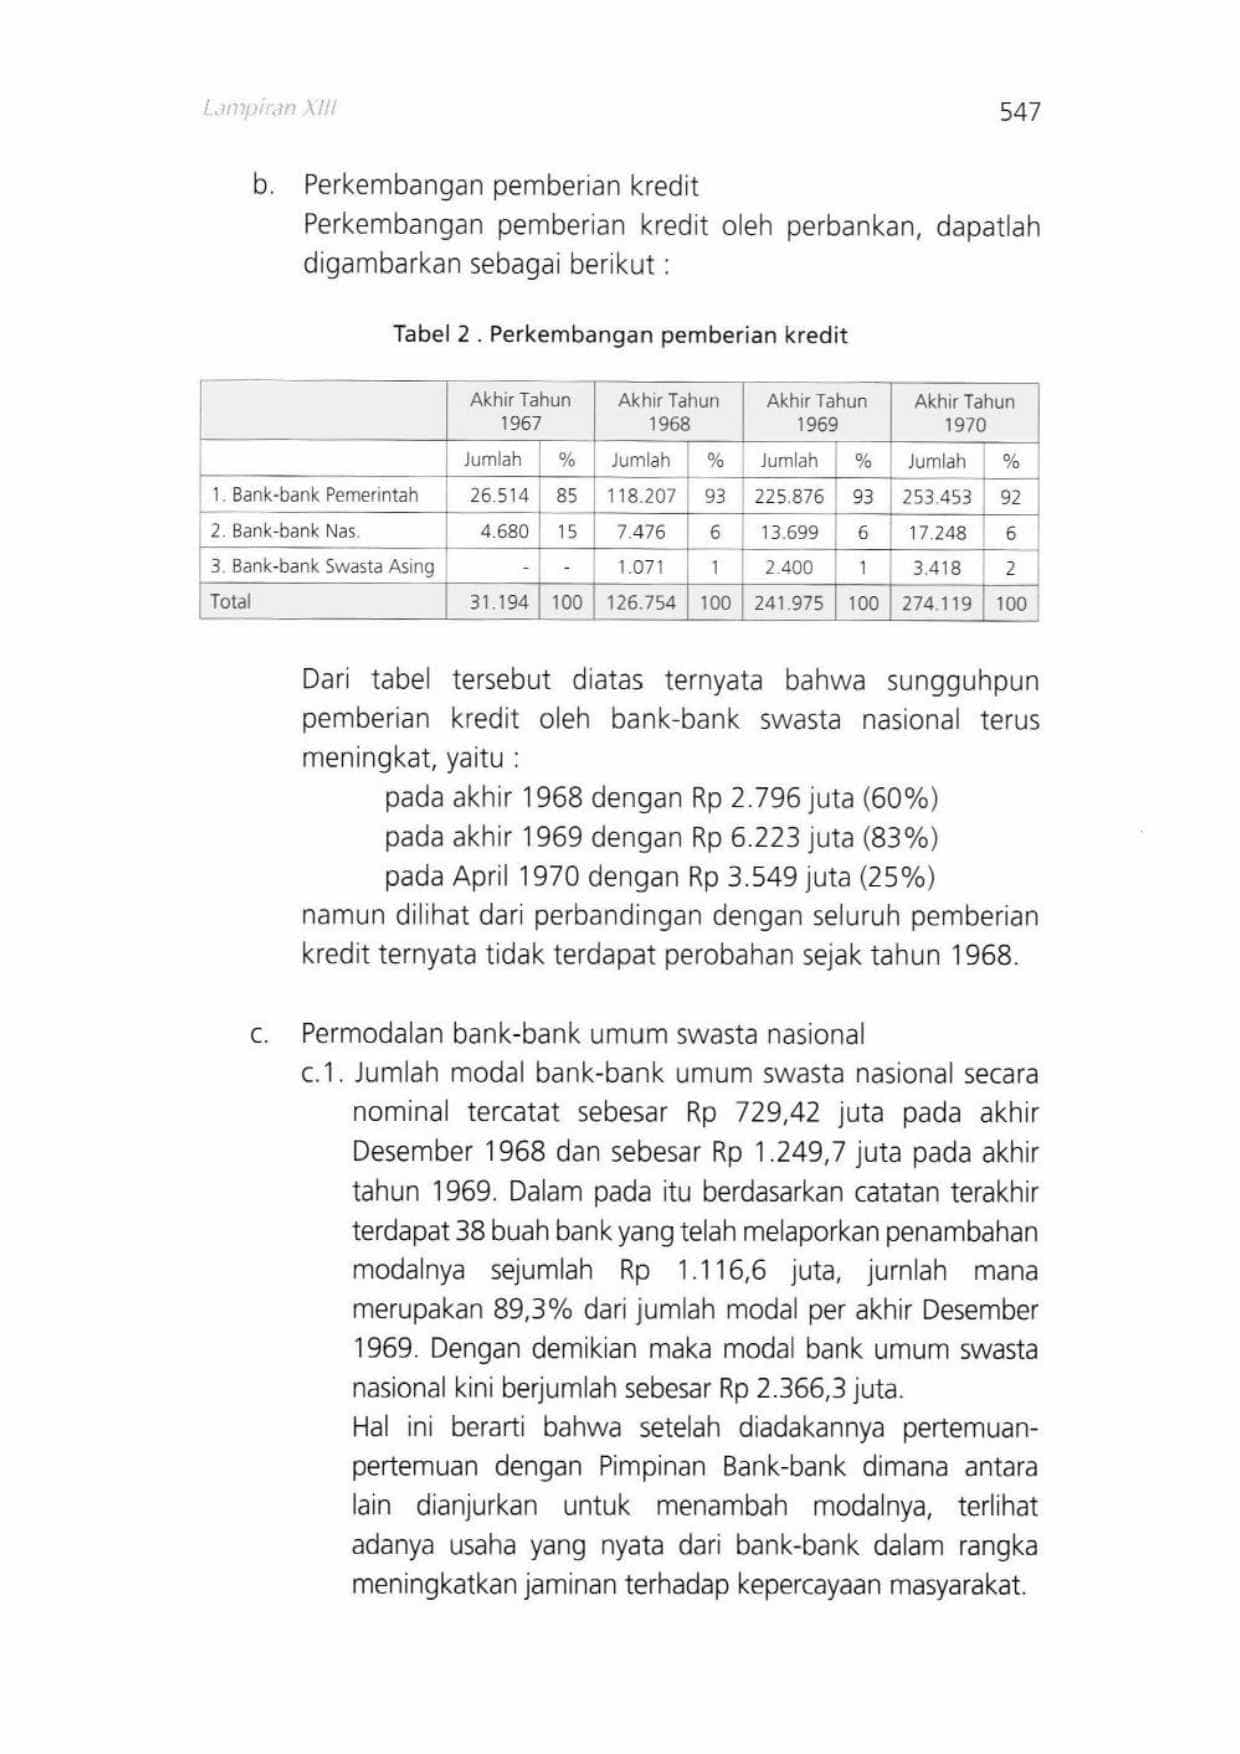 Lampiran XIII
547
b. Perkembangan pemberian kredit
Perkembangan pemberian kredit oleh perbankan, dapatlah
digambarkan sebagai berikut :
Tabel 2 . Perkembangan pemberian kredit
Akhir Tahun 1967 Akhir Tahun 1968 Akhir Tahun 1969 Akhir Tahun 1970
Jumlah % Jumlah % Jumlah % Jumlah %
1. Bank-bank Pemerintah 26.514 85 118.207 93 225.876 93 253.453 92
2. Bank-bank Nas. 4.680 15 7.476 6 13.699 6 17.248 6
3. Bank-bank Swasta Asing - - 1.071 1 2.400 1 3.418 2
Total 31.194 100 126.754 100 241.975 100 274.119 100
Dari tabel tersebut diatas ternyata bahwa sungguhpun
pemberian kredit oleh bank-bank swasta nasional terus
meningkat, yaitu :
pada akhir 1968 dengan Rp 2.796 juta (60%)
pada akhir 1969 dengan Rp 6.223 juta (83%)
pada April 1970 dengan Rp 3.549 juta (25%)
namun dilihat dari perbandingan dengan seluruh pemberian
kredit ternyata tidak terdapat perobahan sejak tahun 1968.
c. Permodalan bank-bank umum swasta nasional
c.1. Jumlah modal bank-bank umum swasta nasional secara
nominal tercatat sebesar Rp 729,42 juta pada akhir
Desember 1968 dan sebesar Rp 1.249,7 juta pada akhir
tahun 1969. Dalam pada itu berdasarkan catatan terakhir
terdapat 38 buah bank yang telah melaporkan penambahan
modalnya sejumlah Rp 1.116,6 juta, jurnlah mana
merupakan 89,3% dari jumlah modal per akhir Desember
1969. Dengan demikian maka modal bank umum swasta
nasional kini berjumlah sebesar Rp 2.366,3 juta.
Hal ini berarti bahwa setelah diadakannya pertemuan-
pertemuan dengan Pimpinan Bank-bank dimana antara
lain dianjurkan untuk menambah modalnya, terlihat
adanya usaha yang nyata dari bank-bank dalam rangka
meningkatkan jaminan terhadap kepercayaan masyarakat.